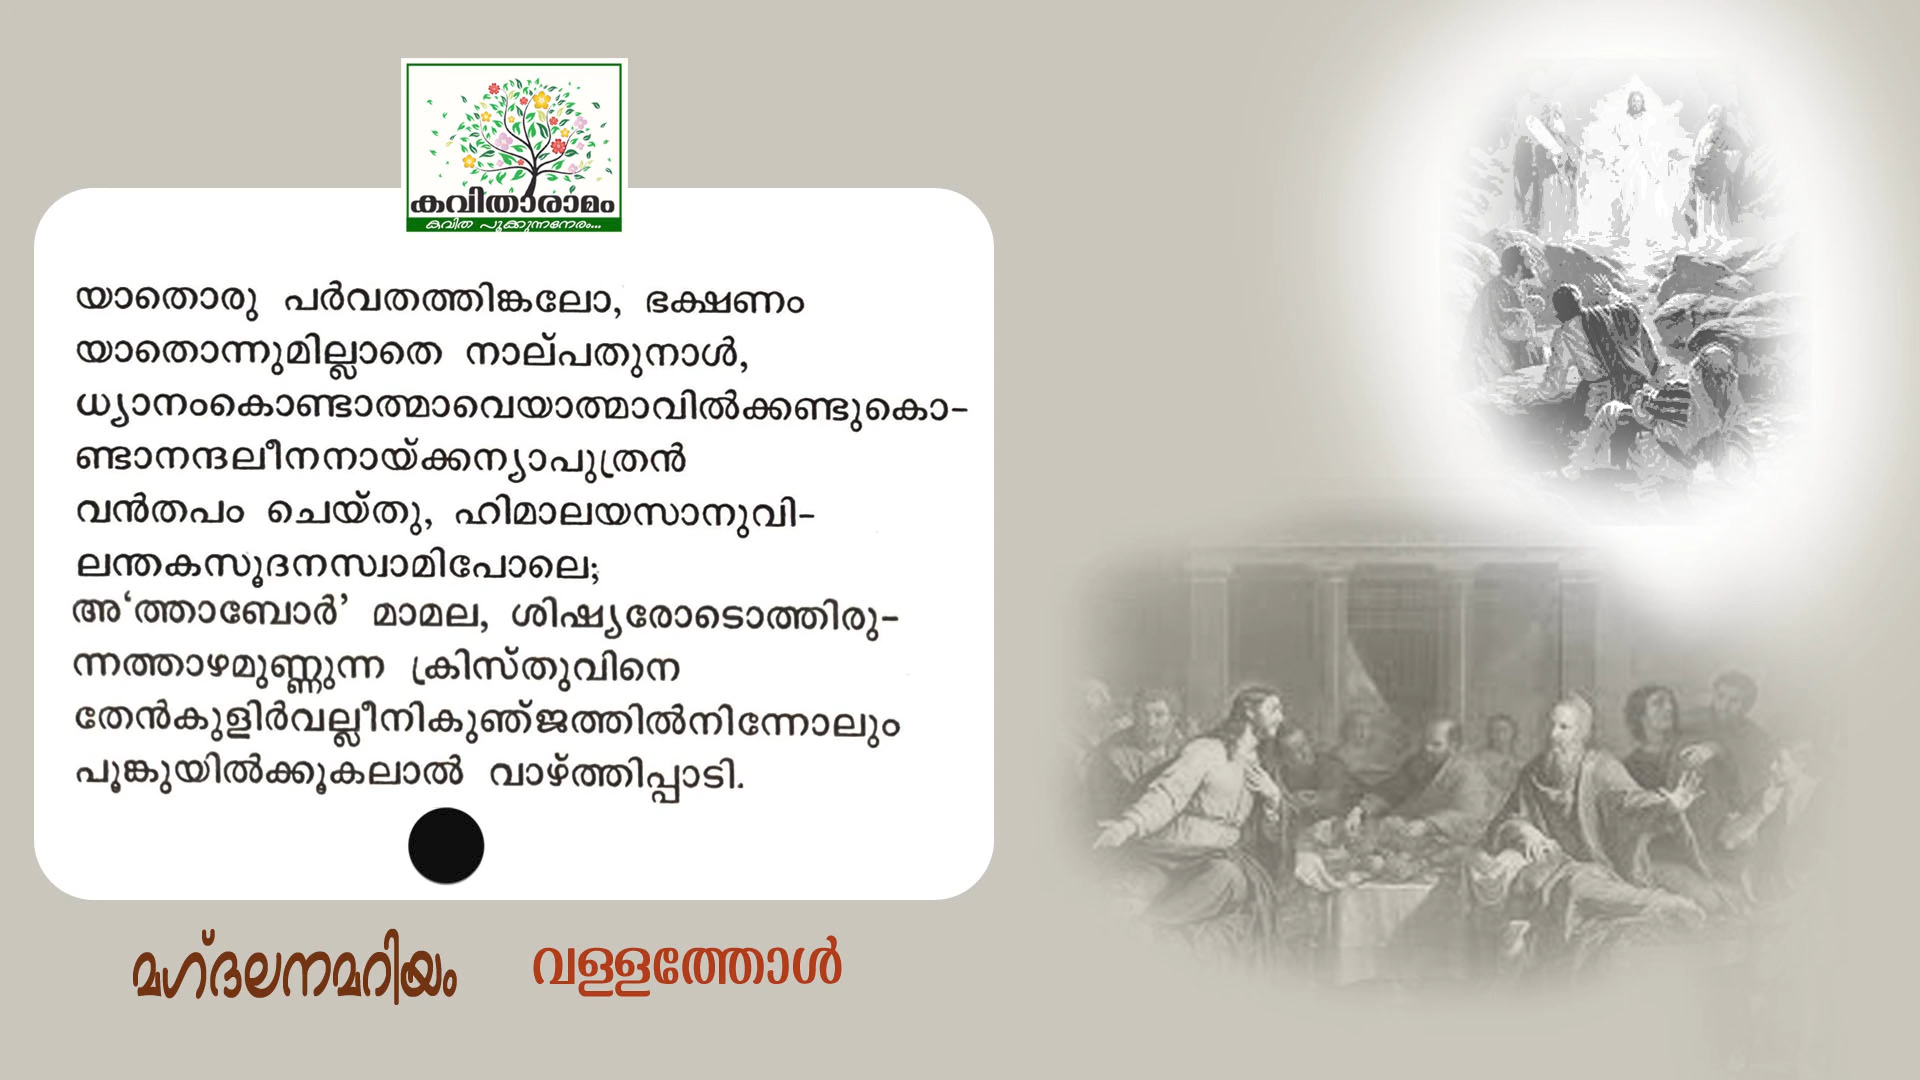 കവിതാരാമം
കവിത പൂക്കുന്നനേരം...
യാതൊരു പർവതത്തിങ്കലോ, ഭക്ഷണം
യാതൊന്നുമില്ലാതെ നാല്പതുനാൾ,
ധ്യാനംകൊണ്ടാത്മാവെയാത്മാവിൽക്കണ്ടുകൊ-
ണ്ടാനന്ദലീനനായ്ക്കന്യാപുത്രൻ
വൻതപം ചെയ്തു, ഹിമാലയസാനുവി-
ലന്തകസൂദനസ്വാമിപോലെ;
അ‘ത്താബോർ’ മാമല, ശിഷ്യരോടൊത്തിരു-
ന്നത്താഴമുണ്ണുന്ന ക്രിസ്തുവിനെ
തേൻകുളിർവല്ലീനികുഞ്ജത്തിൽനിന്നോലും
പൂങ്കുയിൽക്കൂകലാൽ വാഴ്ത്തിപ്പാടി.
മഗ്ദലനമറിയം വള്ളത്തോൾ